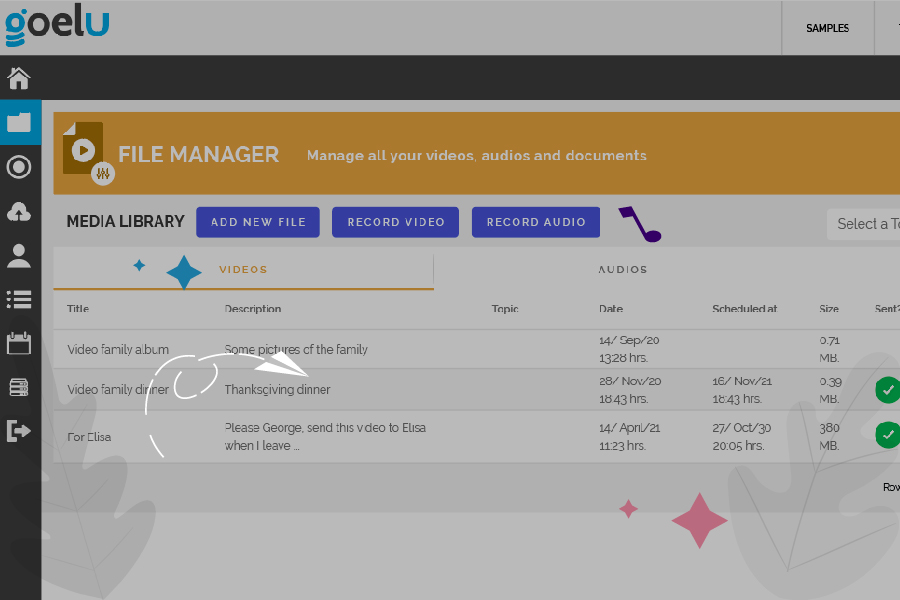 goelu
SAMPLES
FILE MANAGER
Manage all your videos, audios and documents
MEDIA LIBRARY
ADD NEW FILE
RECORD VIDEO
RECORD AUDIO
Select a
VIDEOS
AUDIOS
Title Description Topic Date Scheduled at Size Sent?
Video family album Some pictures of the family 14/ Sep/20 0.71
13:28 hrs. MB.
Video family dinner Thanksgiving dinner 28/ Nov/20 16/ Nov/21 0.39
18:43 hrs. 18:43 hrs. MB.
For Elisa Please George, send this video to Elisa 14/ April/21 27/ Oct/30 380
when I leave ... 11:23 hrs. 20:05 hrs. MB.